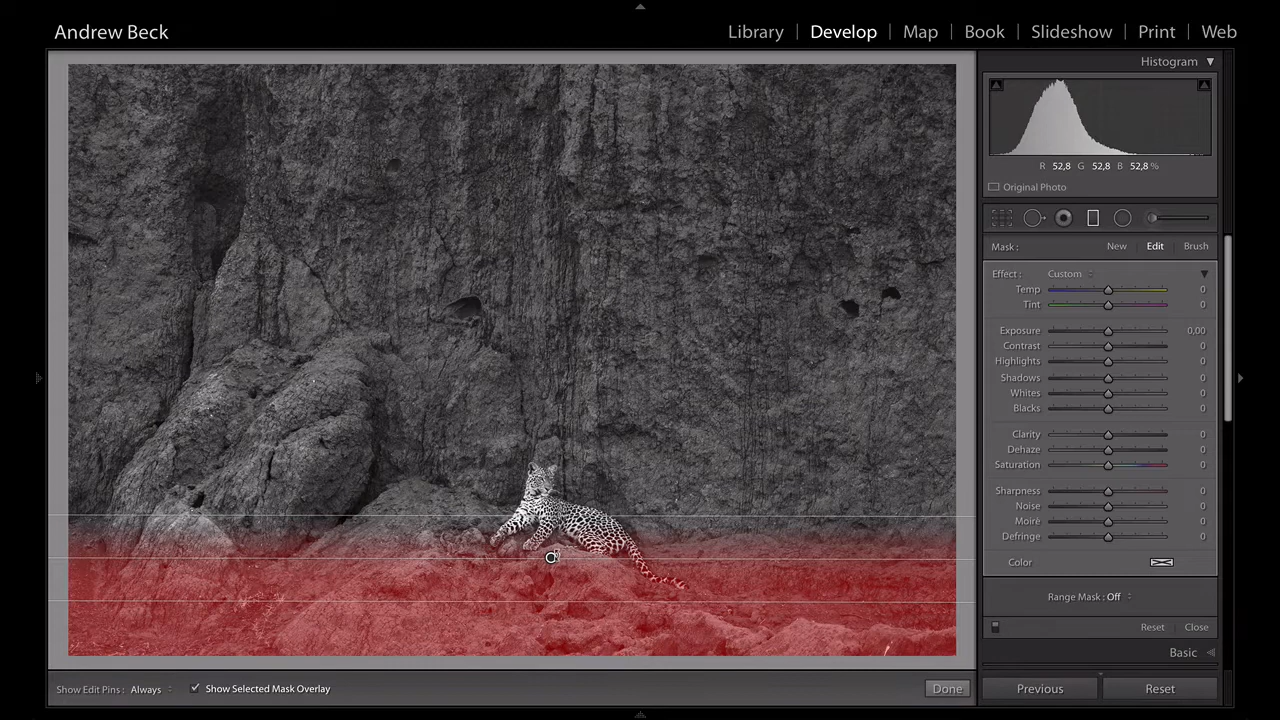 Andrew Beck
Library | Develop | Map | Book | Slideshow | Print | Web
Histogram
R 52,8 G 52,8 B 52,8 %
Original Photo
Mask : New Edit Brush
Effect : Custom
Temp 0
Tint 0
Exposure 0,00
Contrast 0
Highlights 0
Shadows 0
Whites 0
Blacks 0
Clarity 0
Dehaze 0
Saturation 0
Sharpness 0
Noise 0
Moirè 0
Defringe 0
Color
Range Mask : Off
Reset Close
Basic
Show Edit Pins : Always Show Selected Mask Overlay Done
Previous Reset